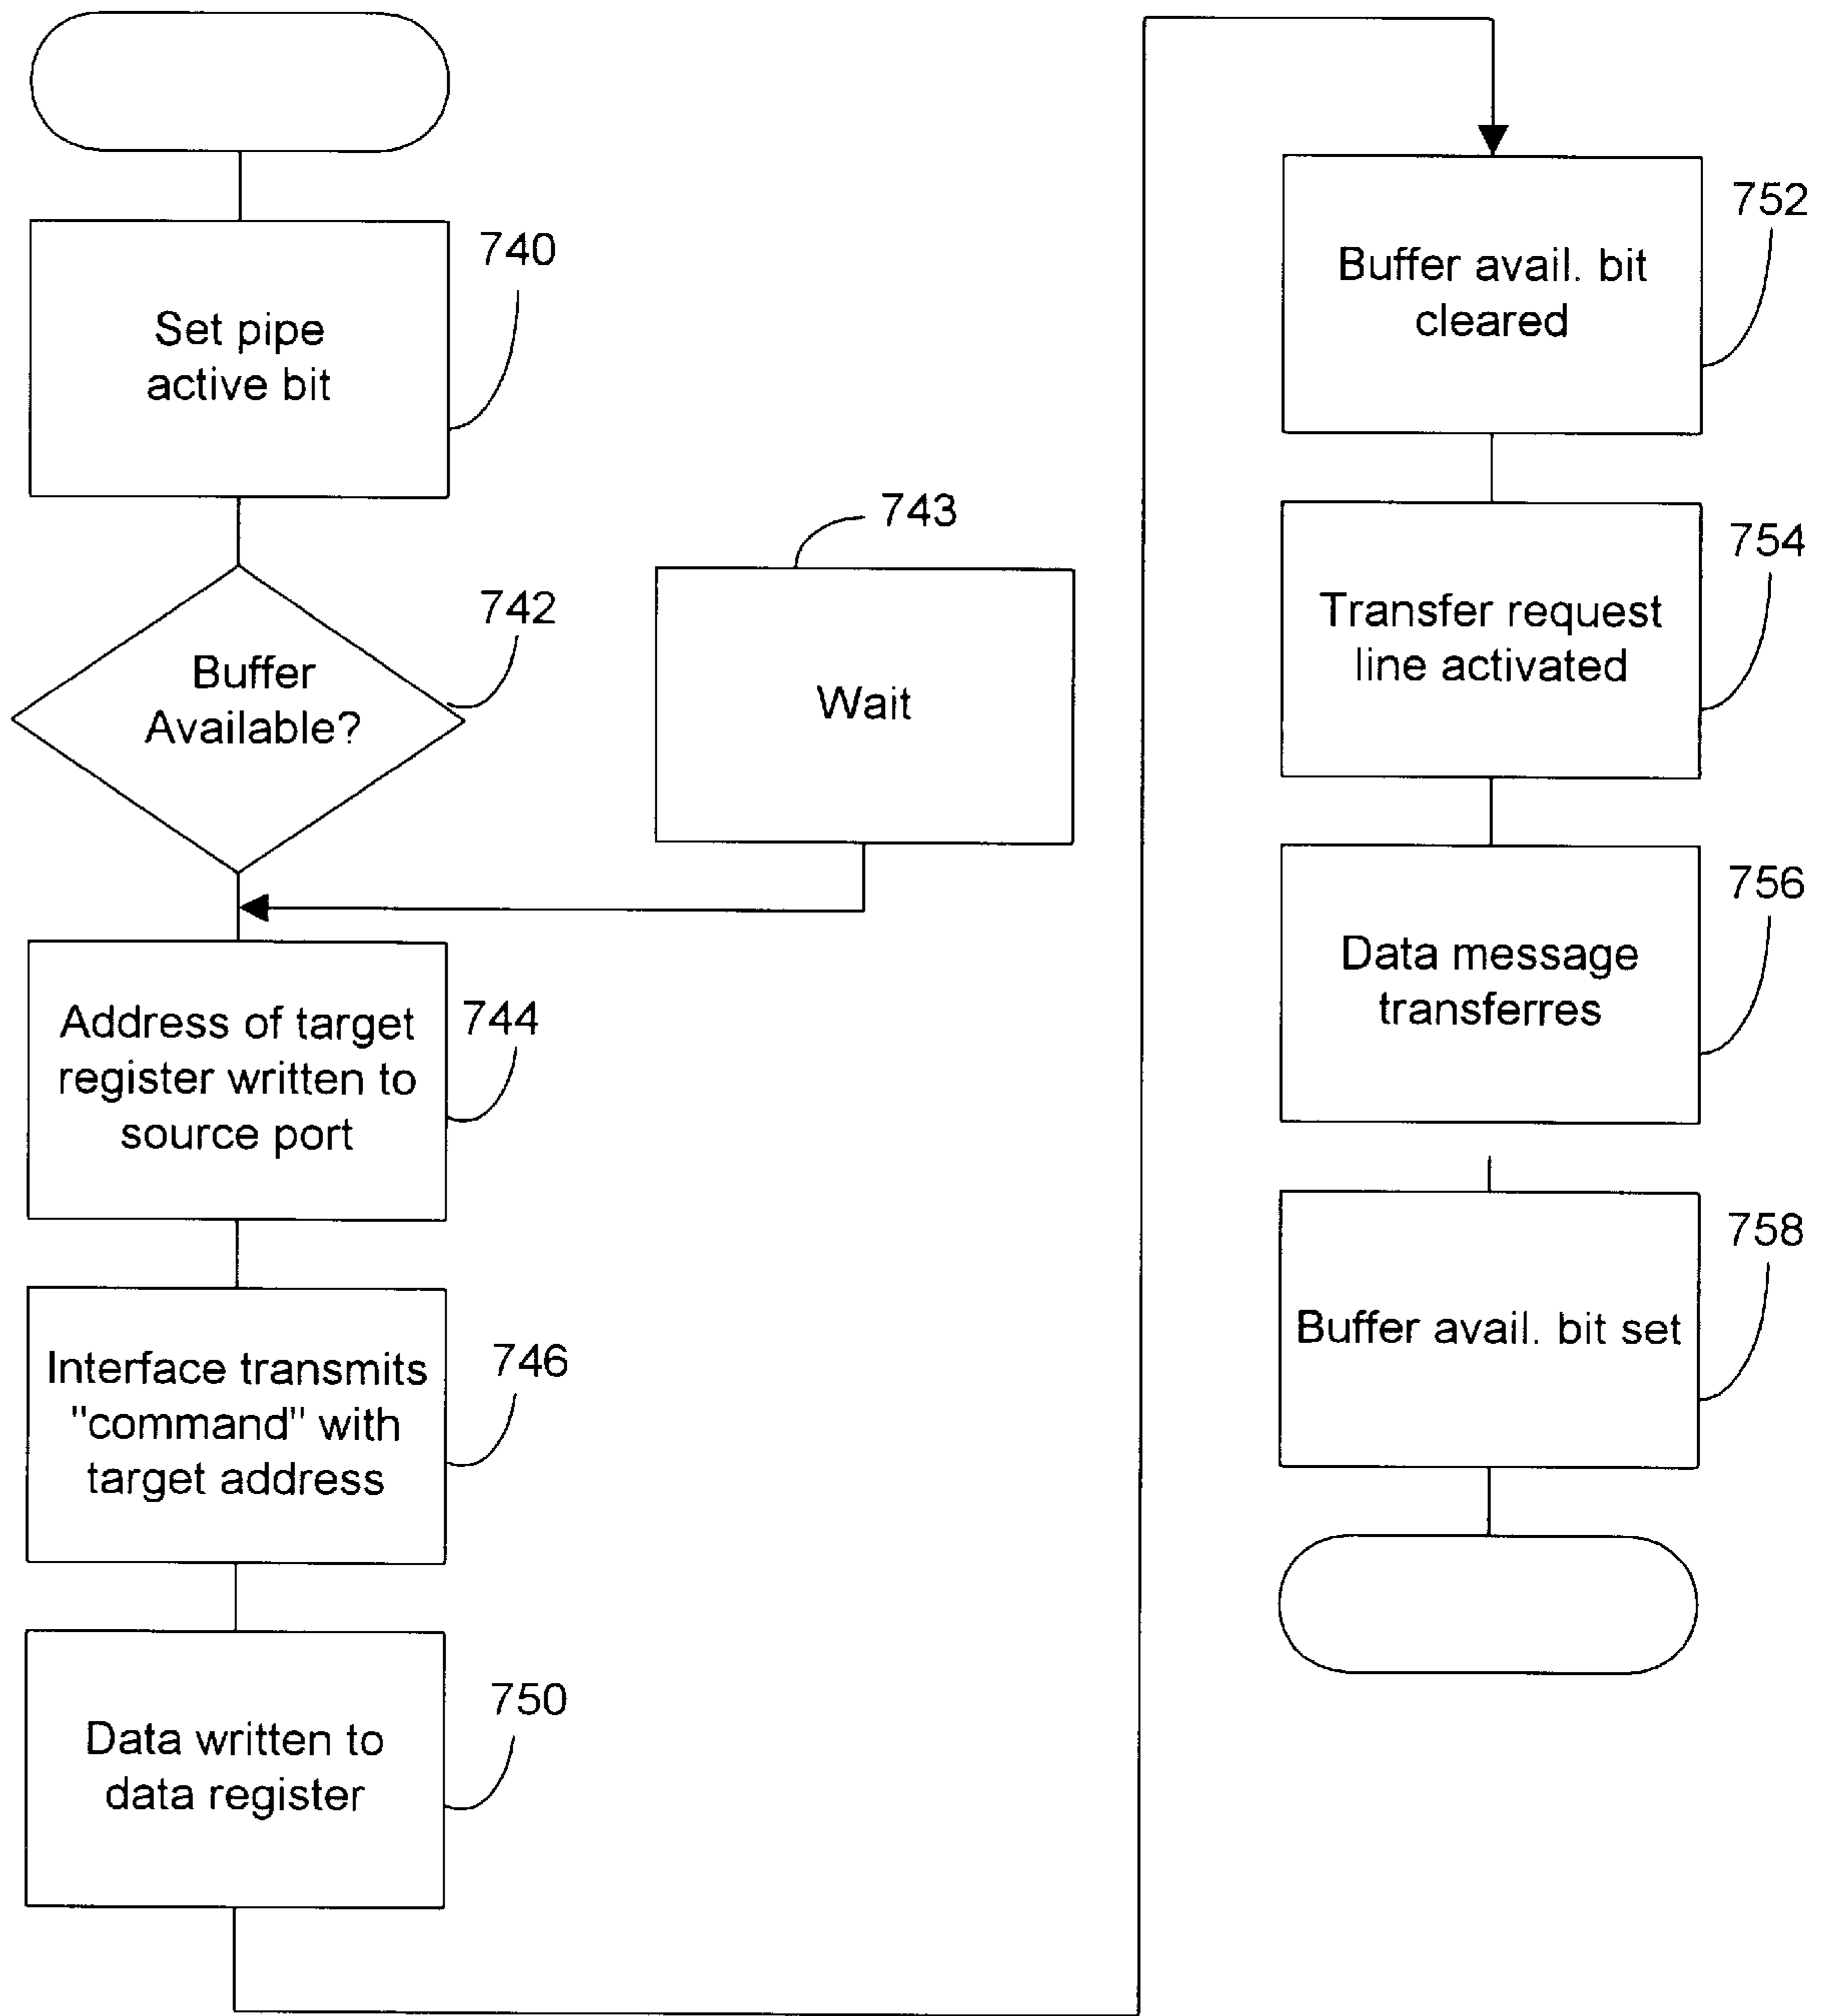 740
Set pipe
active bit
742
Buffer
Available?
743
Wait
744
Address of target
register written to
source port
746
Interface transmits
"command" with
target address
750
Data written to
data register
752
Buffer avail. bit
cleared
754
Transfer request
line activated
756
Data message
transferres
758
Buffer avail. bit set